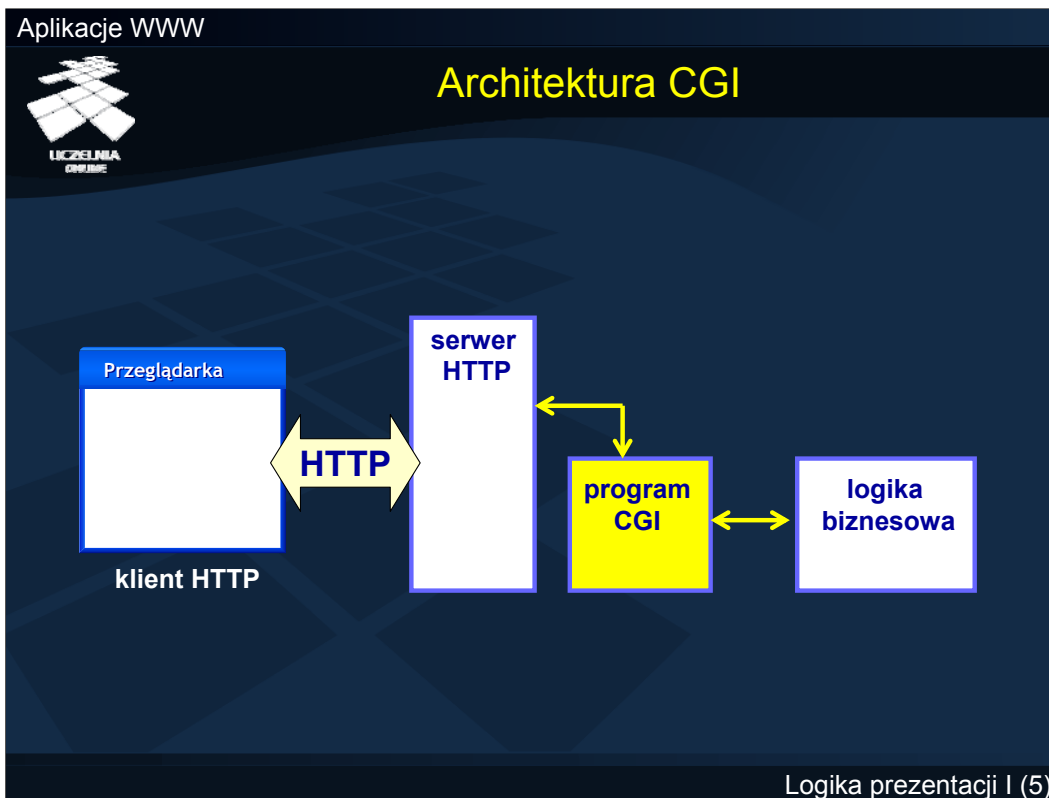 Aplikacje WWW
Architektura CGI
UCZELNIA
ONLINE
serwer
HTTP
Przeglądarka
HTTP
program
CGI
logika
biznesowa
klient HTTP
Logika prezentacji I (5)